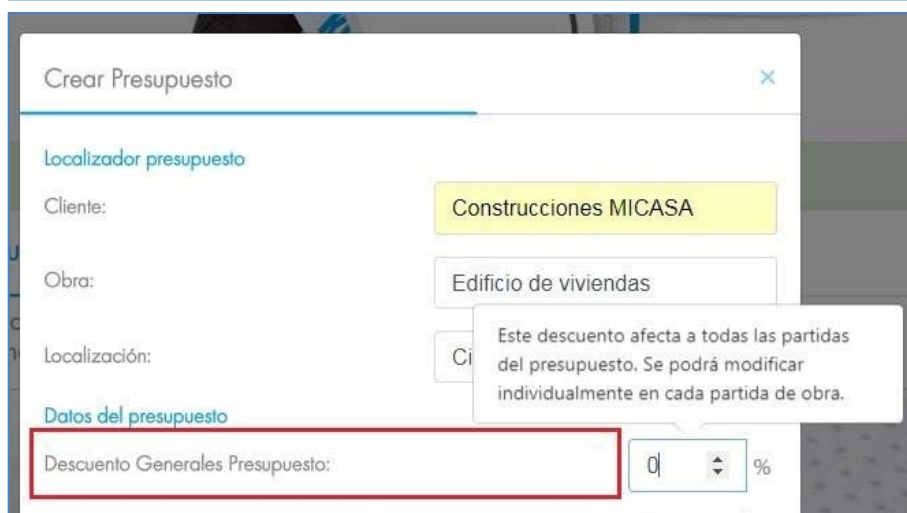 Crear Presupuesto ×
Localizador presupuesto
Cliente: Construcciones MICASA
Obra: Edificio de viviendas
Este descuento afecta a todas las partidas
del presupuesto. Se podrá modificar
individualmente en cada partida de obra.
Localización: Ci
Datos del presupuesto
Descuento Generales Presupuesto: 0 %